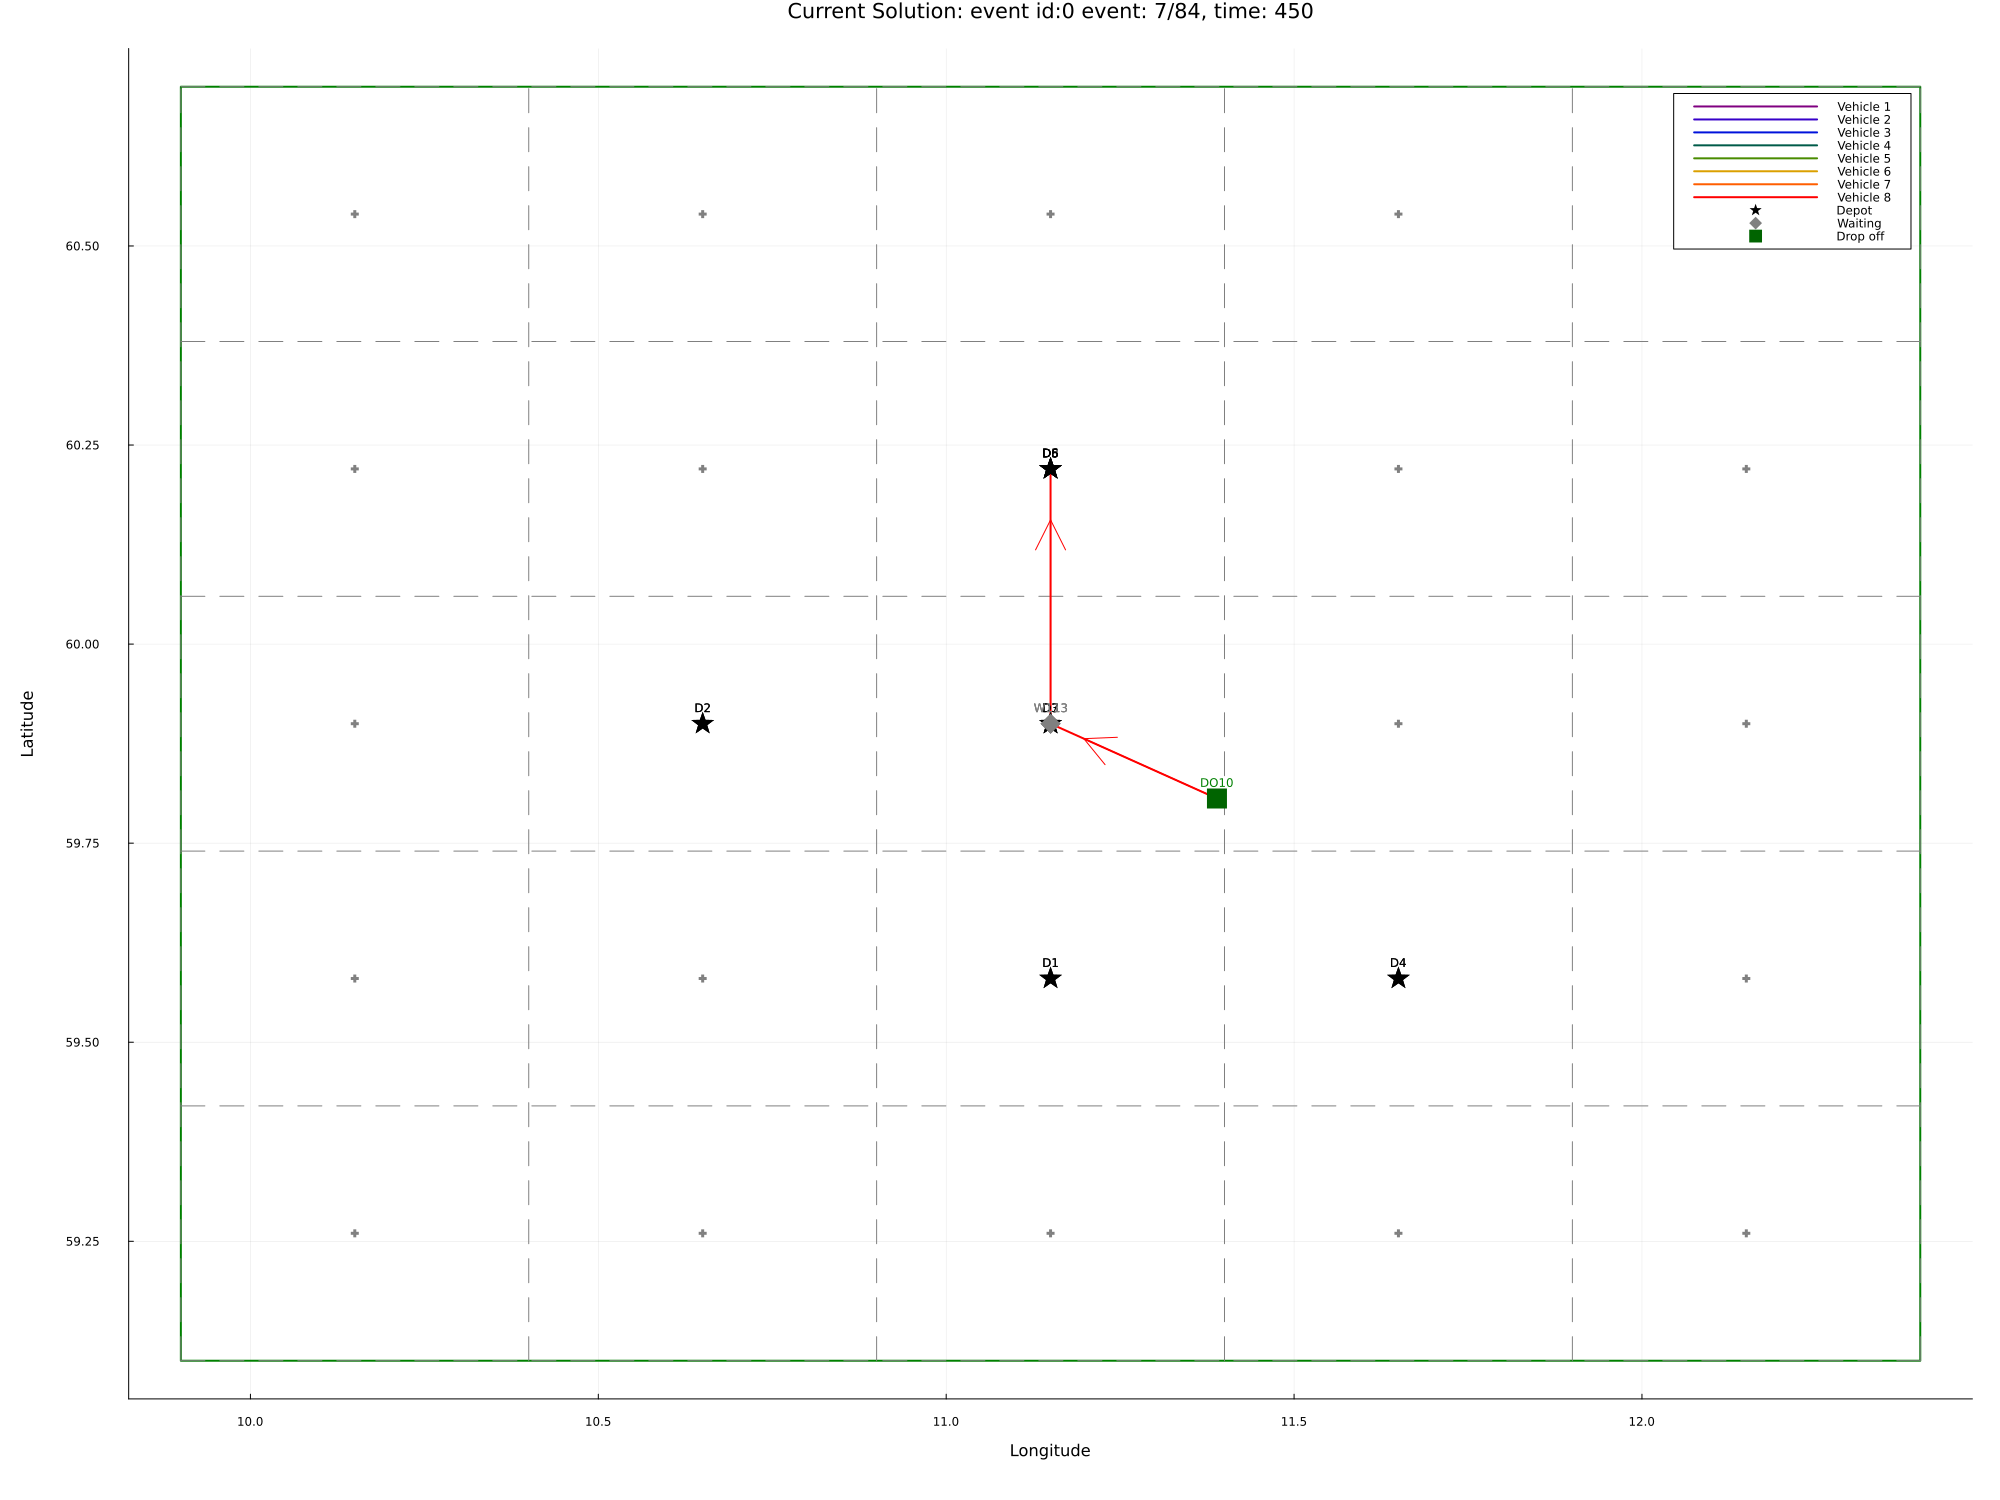 Current Solution: event id:0 event: 7/84, time: 450
Vehicle 1
Vehicle 2
Vehicle 3
Vehicle 4
Vehicle 5
Vehicle 6
Vehicle 7
Vehicle 8
Depot
Waiting
Drop off
60.50
60.25
60.00
59.75
59.50
59.25
Latitude
D2
DO10
D1
D4
10.0
10.5
11.0
11.5
12.0
Longitude